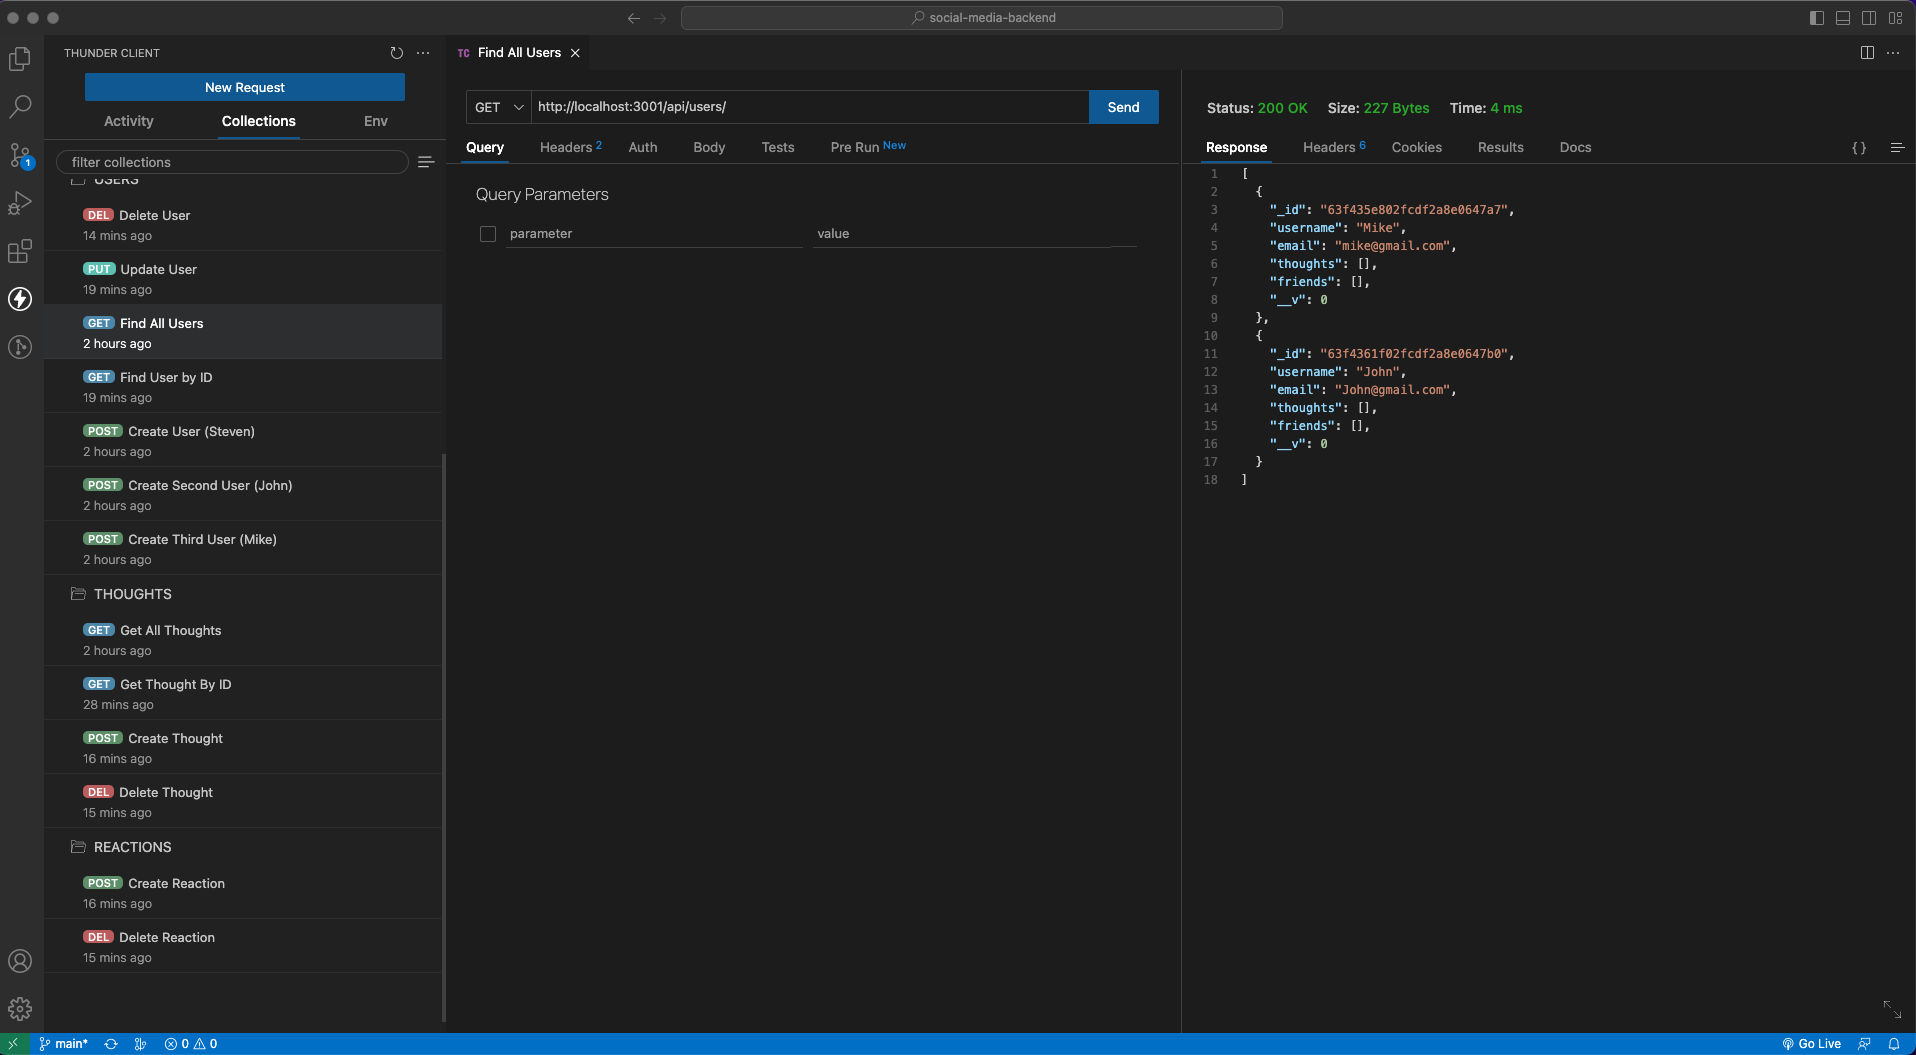 social-media-backend
THUNDER CLIENT
New Request
Activity Collections Env
filter collections
USERS
DEL Delete User
14 mins ago
PUT Update User
19 mins ago
GET Find All Users
2 hours ago
GET Find User by ID
19 mins ago
POST Create User (Steven)
2 hours ago
POST Create Second User (John)
2 hours ago
POST Create Third User (Mike)
2 hours ago
THOUGHTS
GET Get All Thoughts
2 hours ago
GET Get Thought By ID
28 mins ago
POST Create Thought
16 mins ago
DEL Delete Thought
15 mins ago
REACTIONS
POST Create Reaction
16 mins ago
DEL Delete Reaction
15 mins ago
1
TC Find All Users
GET http://localhost:3001/api/users/ Send
Query Headers 2 Auth Body Tests Pre Run New
Query Parameters
parameter value
Status: 200 OK Size: 227 Bytes Time: 4 ms
Response Headers 6 Cookies Results Docs {}
1 [
2 {
3 "_id": "63f435e802fcdf2a8e0647a7",
4 "username": "Mike",
5 "email": "mike@gmail.com",
6 "thoughts": [],
7 "friends": [],
8 "__v": 0
9 },
10 {
11 "_id": "63f4361f02fcdf2a8e0647b0",
12 "username": "John",
13 "email": "John@gmail.com",
14 "thoughts": [],
15 "friends": [],
16 "__v": 0
17 }
18 ]
main* 0 0 Go Live